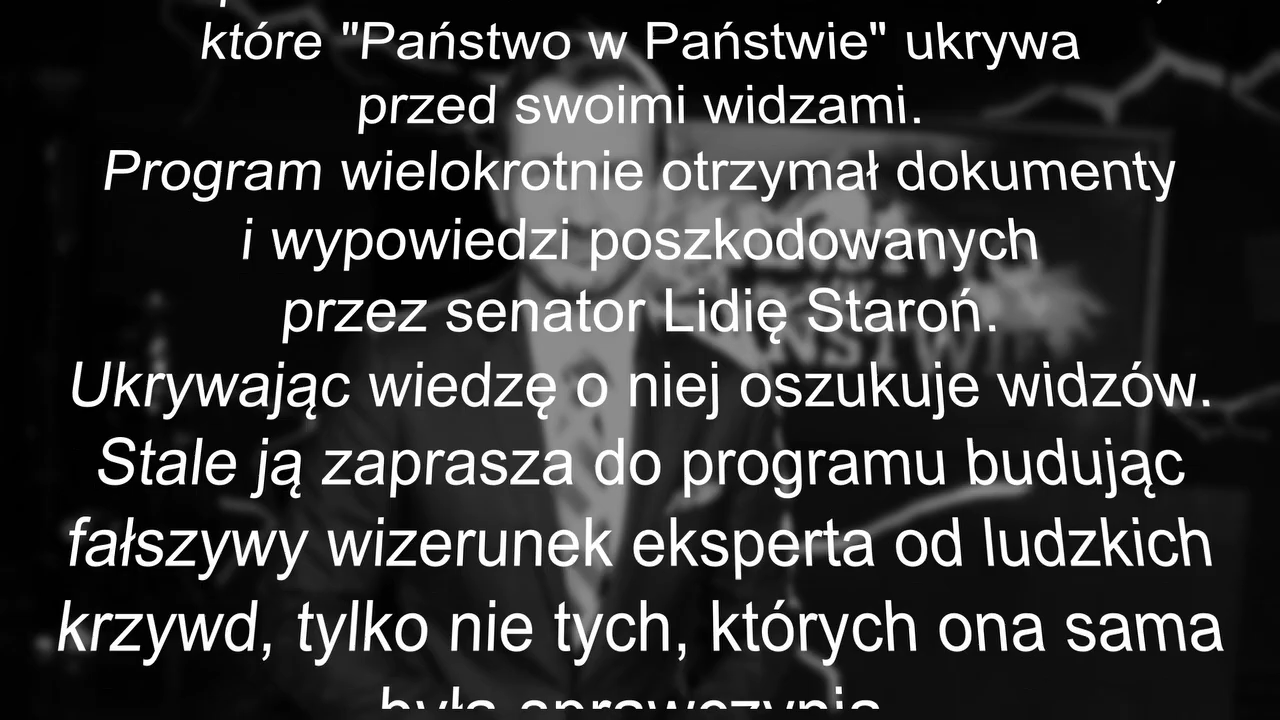 które "Państwo w Państwie" ukrywa
przed swoimi widzami.
Program wielokrotnie otrzymał dokumenty
i wypowiedzi poszkodowanych
przez senator Lidię Staroń.
Ukrywając wiedzę o niej oszukuje widzów.
Stale ją zaprasza do programu budując
fałszywy wizerunek eksperta od ludzkich
krzywd, tylko nie tych, których ona sama
była sprawczynią